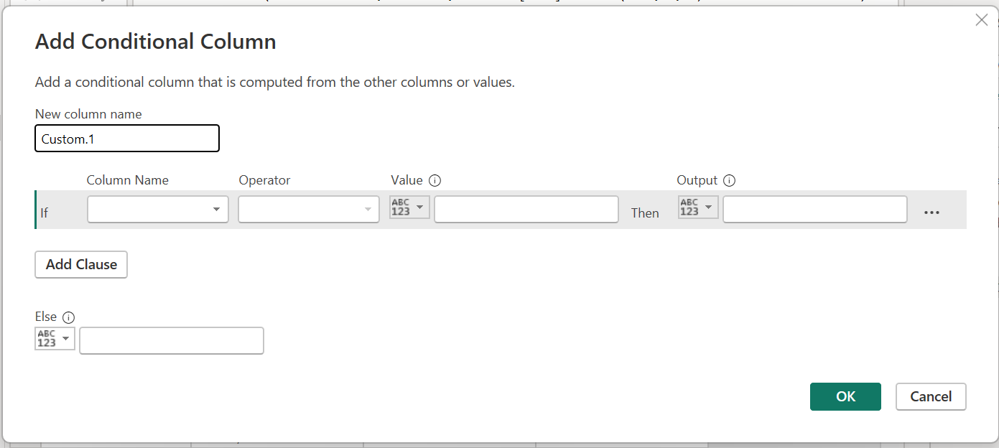 Add Conditional Column
Add a conditional column that is computed from the other columns or values.
New column name
Custom.1
Column Name Operator Value Output
If ABC 123 Then ABC 123 ...
Add Clause
Else
ABC 123
OK Cancel